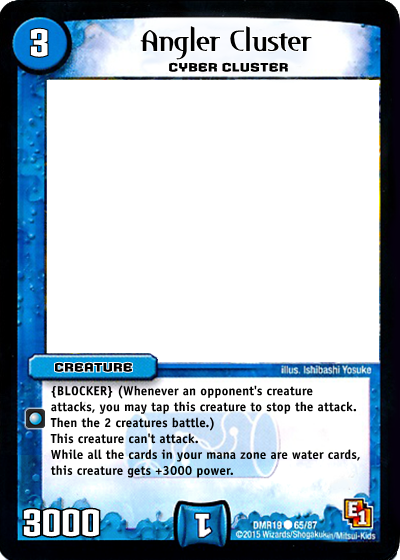 3
Angler Cluster
CYBER CLUSTER
CREATURE
illus. Ishibashi Yosuke
{BLOCKER} (Whenever an opponent's creature
attacks, you may tap this creature to stop the attack.
Then the 2 creatures battle.)
This creature can't attack.
While all the cards in your mana zone are water cards,
this creature gets +3000 power.
3000
1
DMR19 65/87
©2015 Wizards/Shogakukan/Mitsui-Kids
E1